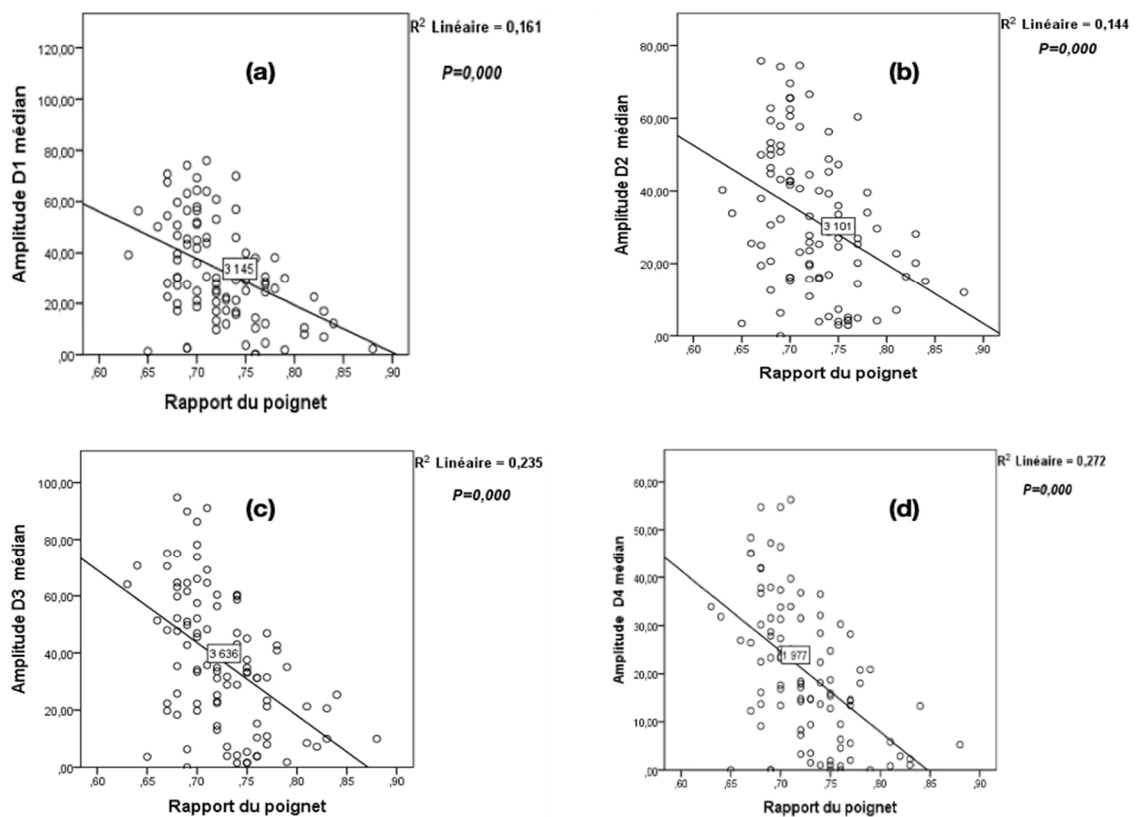 R² Linéaire = 0,161
P=0,000
(a)
Amplitude D1 médian
120,00
100,00
80,00
60,00
40,00
20,00
,00
3 145
,60 ,65 ,70 ,75 ,80 ,85 ,90
Rapport du poignet
R² Linéaire = 0,144
P=0,000
(b)
Amplitude D2 médian
80,00
60,00
40,00
20,00
,00
3 101
,60 ,65 ,70 ,75 ,80 ,85 ,90
Rapport du poignet
R² Linéaire = 0,235
P=0,000
(c)
Amplitude D3 médian
100,00
80,00
60,00
40,00
20,00
,00
3 636
,60 ,65 ,70 ,75 ,80 ,85 ,90
Rapport du poignet
R² Linéaire = 0,272
P=0,000
(d)
Amplitude D4 médian
60,00
50,00
40,00
30,00
20,00
10,00
,00
1 977
,60 ,65 ,70 ,75 ,80 ,85 ,90
Rapport du poignet